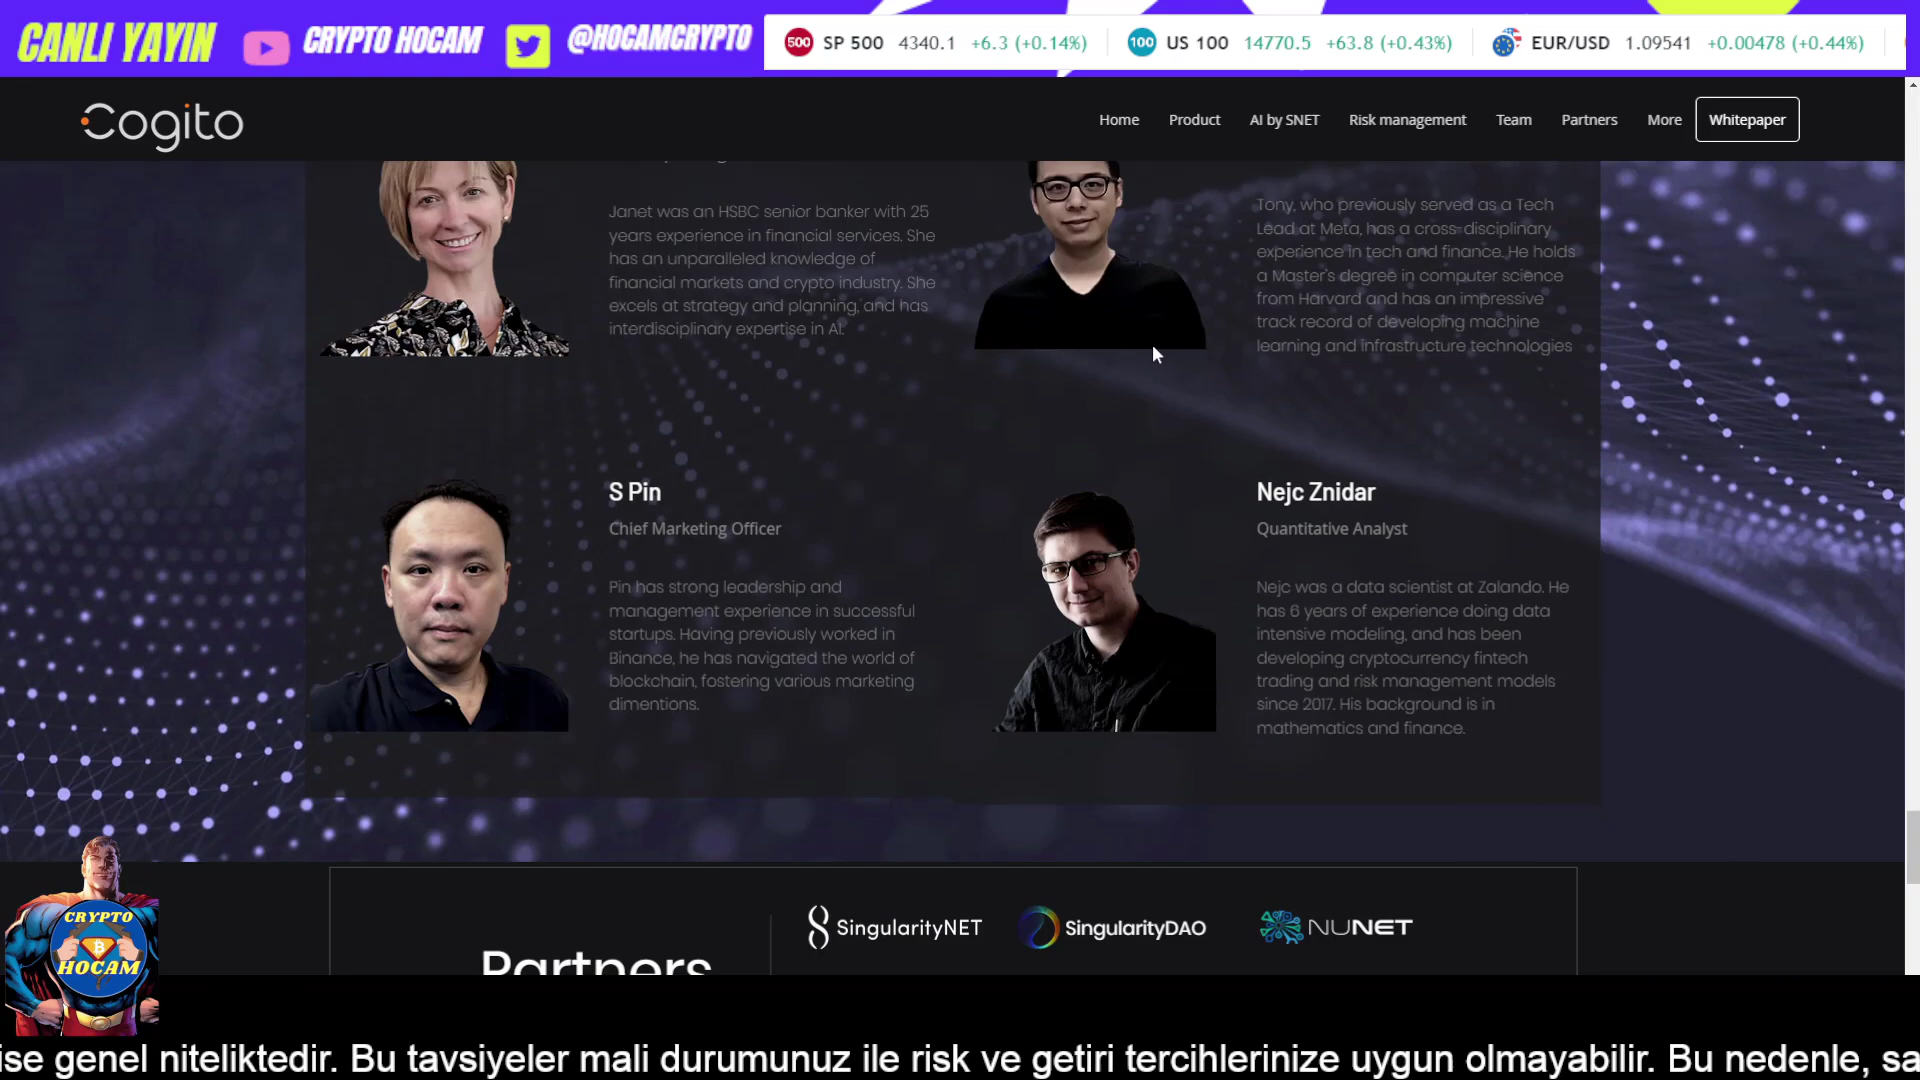 CANLI YAYIN
CRYPTO HOCAM
@HOCAMCRYPTO
500 SP 500 4340.1 +6.3 (+0.14%)
100 US 100 14770.5 +63.8 (+0.43%)
EUR/USD 1.09541 +0.00478 (+0.44%)
Cogito
Home Product AI by SNET Risk management Team Partners More Whitepaper
Janet was an HSBC senior banker with 25
years experience in financial services. She
has an unparalleled knowledge of
financial markets and crypto industry. She
excels at strategy and planning, and has
interdisciplinary expertise in AI.
Tony, who previously served as a Tech
Lead at Meta, has a cross-disciplinary
experience in tech and finance. He holds
a Master's degree in computer science
from Harvard and has an impressive
track record of developing machine
learning and infrastructure technologies
S Pin
Chief Marketing Officer
Pin has strong leadership and
management experience in successful
startups. Having previously worked in
Binance, he has navigated the world of
blockchain, fostering various marketing
dimentions.
Nejc Znidar
Quantitative Analyst
Nejc was a data scientist at Zalando. He
has 6 years of experience doing data
intensive modeling, and has been
developing cryptocurrency fintech
trading and risk management models
since 2017. His background is in
mathematics and finance.
Partners
SingularityNET
SingularityDAO
NUNET
CRYPTO
HOCAM
ise genel niteliktedir. Bu tavsiyeler mali durumunuz ile risk ve getiri tercihlerinize uygun olmayabilir. Bu nedenle, sa